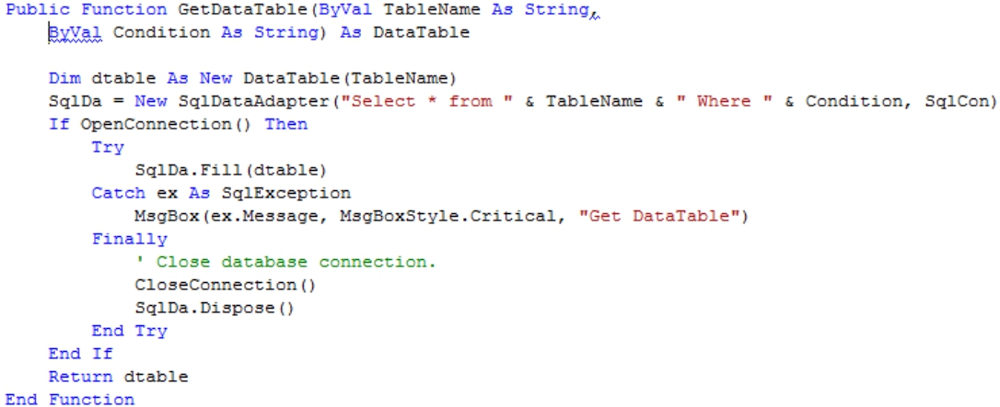 Public Function GetDataTable(ByVal TableName As String,
    ByVal Condition As String) As DataTable

    Dim dtable As New DataTable(TableName)
    SqlDa = New SqlDataAdapter("Select * from " & TableName & " Where " & Condition, SqlCon)
    If OpenConnection() Then
        Try
            SqlDa.Fill(dtable)
        Catch ex As SqlException
            MsgBox(ex.Message, MsgBoxStyle.Critical, "Get DataTable")
        Finally
            ' Close database connection.
            CloseConnection()
            SqlDa.Dispose()
        End Try
    End If
    Return dtable
End Function